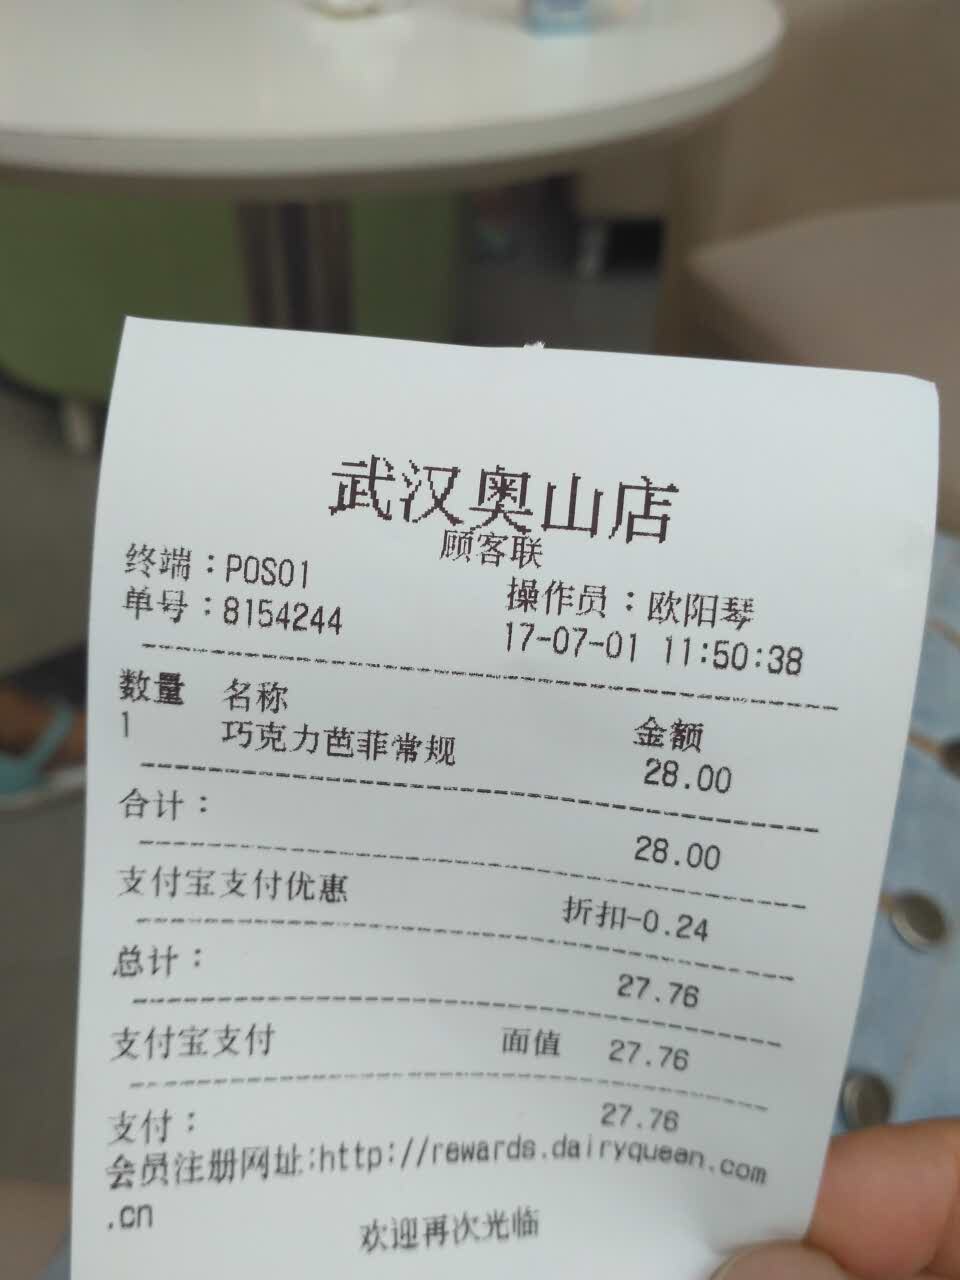 武汉奥山店
顾客联
终端：POS01 操作员：欧阳琴
单号：8154244 17-07-01 11:50:38
数量 名称 金额
1 巧克力芭菲常规 28.00
合计： 28.00
支付宝支付优惠 折扣-0.24
总计： 27.76
支付宝支付 面值 27.76
支付： 27.76
会员注册网址:http://rewards.dairyqueen.com
.cn
欢迎再次光临